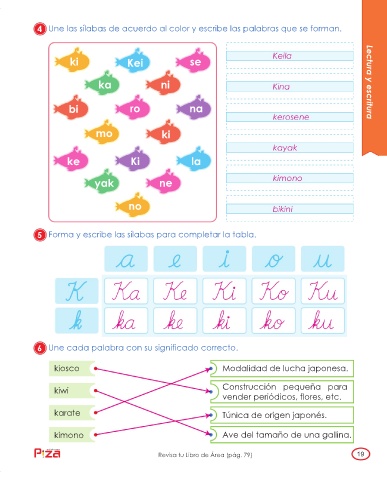 4 Une las sílabas de acuerdo al color y escribe las palabras que se forman.
ki Kei se
ka ni
bi ro na
mo ki
ke Ki la
yak ne
no
Keila
Kina
kerosene
kayak
kimono
bikini
Lectura y escritura
5 Forma y escribe las sílabas para completar la tabla.
a e i o u
K Ka Ke Ki Ko Ku
k ka ke ki ko ku
6 Une cada palabra con su significado correcto.
kiosco Modalidad de lucha japonesa.
kiwi Construcción pequeña para
vender periódicos, flores, etc.
karate Túnica de origen japonés.
kimono Ave del tamaño de una gallina.
Revisa tu Libro de Área (pág. 79)
19